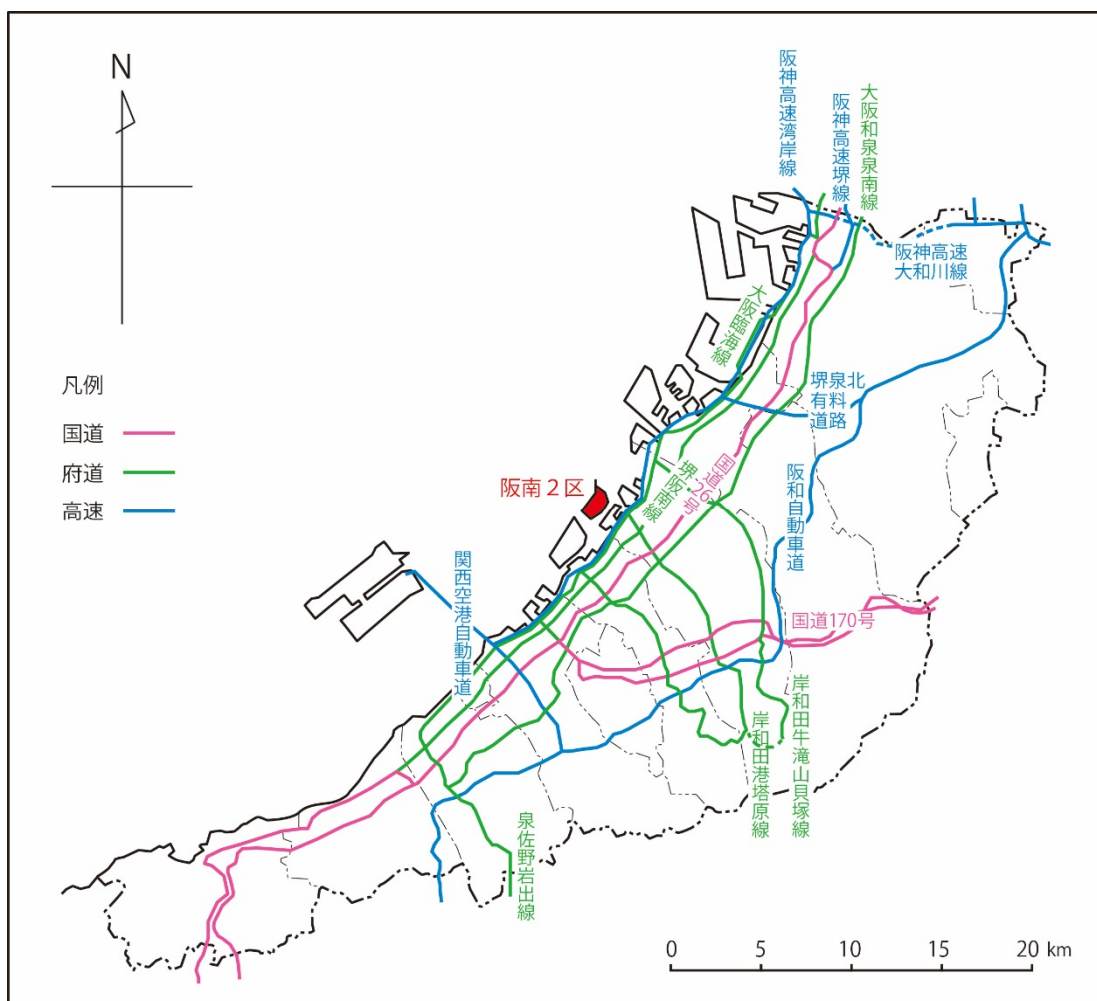 N
凡例
国道
府道
高速
阪神高速湾岸線
阪神高速堺線
大阪和泉泉南線
阪神高速
大和川線
大阪臨海線
堺泉北
有料
道路
国道26号
堺阪南線
阪南2区
阪和自動車道
関西空港自動車道
国道170号
岸和田牛滝山貝塚線
岸和田港塔原線
泉佐野岩出線
0 5 10 15 20 km